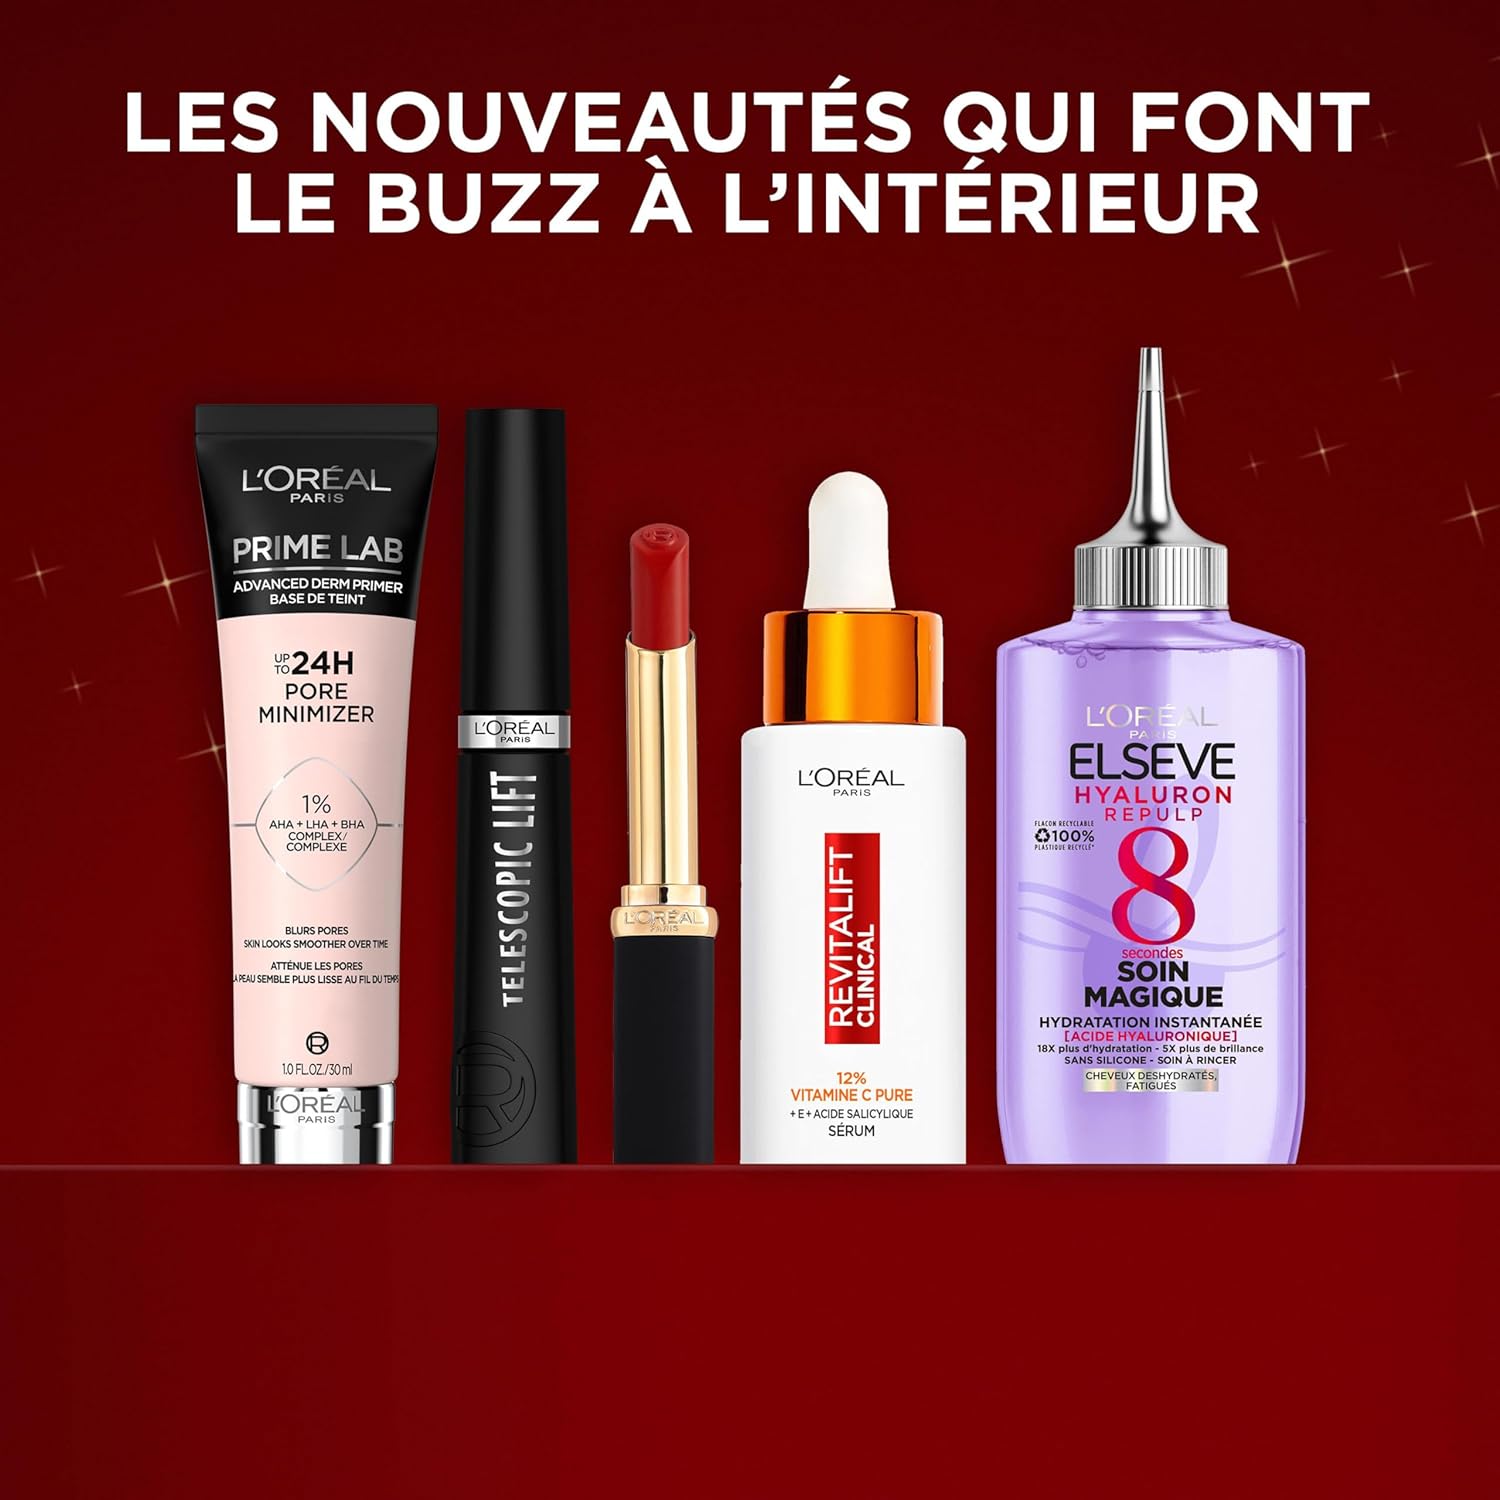 LES NOUVEAUTÉS QUI FONT
LE BUZZ À L'INTÉRIEUR
L'ORÉAL
PARIS
PRIME LAB
ADVANCED DERM PRIMER
BASE DE TEINT
UP TO 24H
PORE
MINIMIZER
1%
AHA + LHA + BHA
COMPLEX/
COMPLEXE
BLURS PORES
SKIN LOOKS SMOOTHER OVER TIME
ATTÉNUE LES PORES
LA PEAU SEMBLE PLUS LISSE AU FIL DU TEMPS
1.0 FL.OZ./30 ml
L'ORÉAL
PARIS
L'ORÉAL
PARIS
TELESCOPIC LIFT
L'ORÉAL
PARIS
L'ORÉAL
PARIS
REVITALIFT
CLINICAL
12%
VITAMINE C PURE
+ E + ACIDE SALICYLIQUE
SÉRUM
L'ORÉAL
PARIS
ELSEVE
HYALURON
REPULP
FLACON RECYCLABLE
100%
PLASTIQUE RECYCLÉ*
8
secondes
SOIN
MAGIQUE
HYDRATATION INSTANTANÉE
[ACIDE HYALURONIQUE]
18X plus d'hydratation - 5X plus de brillance
SANS SILICONE - SOIN À RINCER
CHEVEUX DESHYDRATÉS,
FATIGUÉS